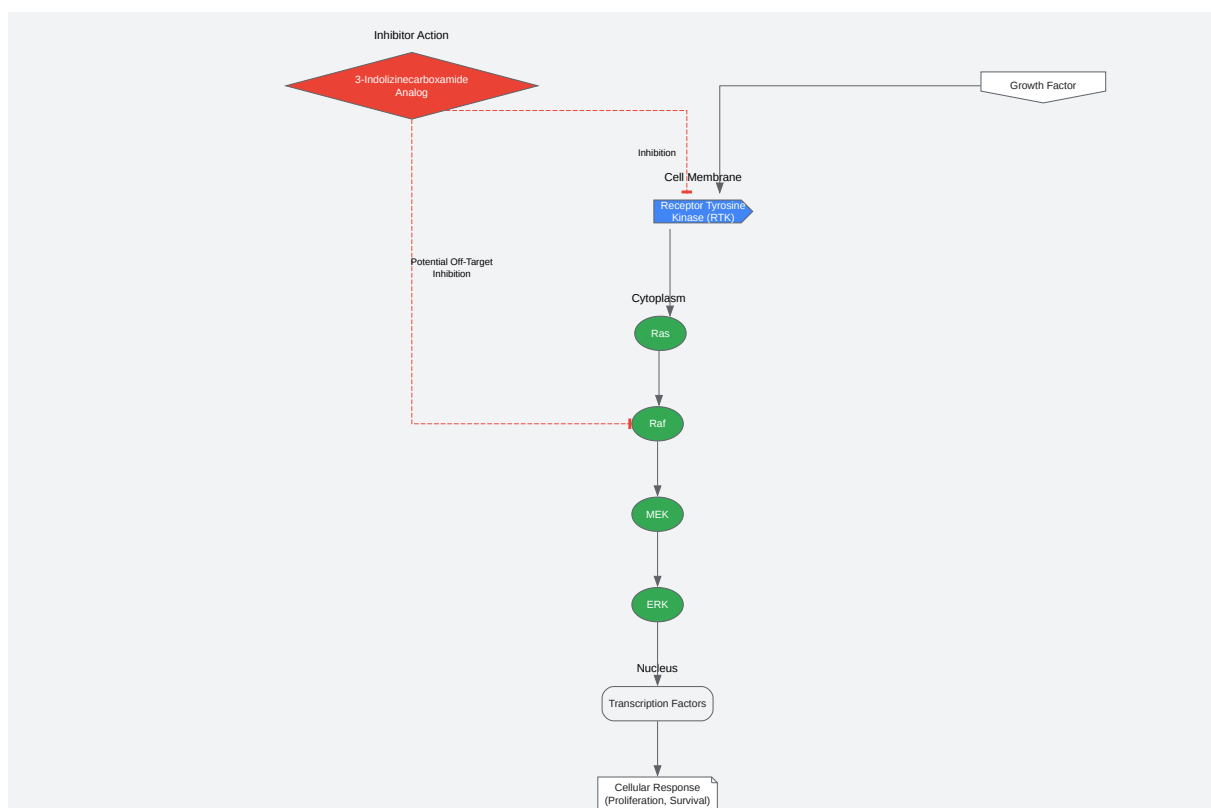 Inhibitor Action
3-Indolizinecarboxamide
Analog
Growth Factor
Inhibition
Cell Membrane
Receptor Tyrosine
Kinase (RTK)
Potential Off-Target
Inhibition
Cytoplasm
Ras
Raf
MEK
ERK
Nucleus
Transcription Factors
Cellular Response
(Proliferation, Survival)